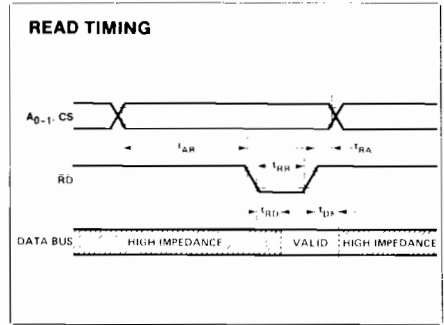 READ TIMING
A0-1, CS
tAR
tRA
RD
tRR
tRD
tDF
DATA BUS
HIGH IMPEDANCE
VALID
HIGH IMPEDANCE